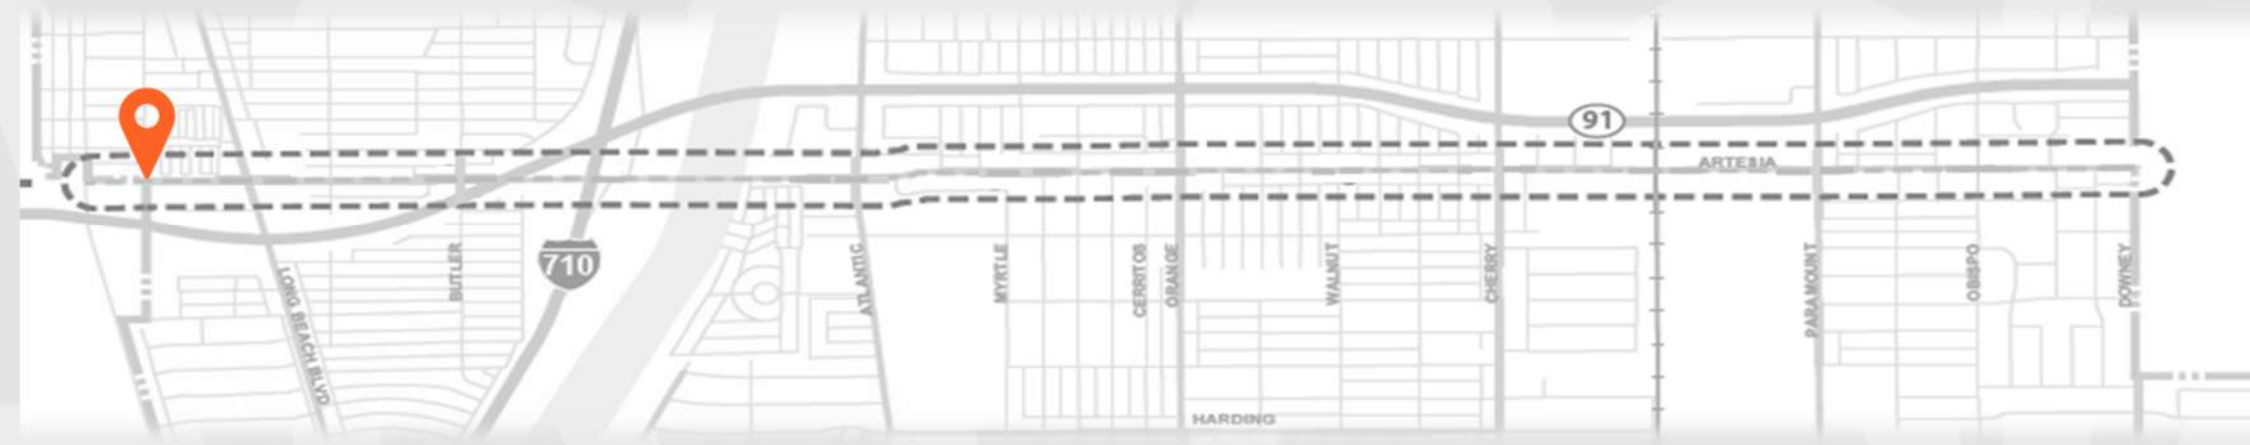 91
ARTESIA
LONG BEACH BLVD
BUTLER
710
ATLANTIC
MYRTLE
CERRITOS
ORANGE
WALNUT
CHERRY
PARAMOUNT
OBISPO
DOWNEY
HARDING